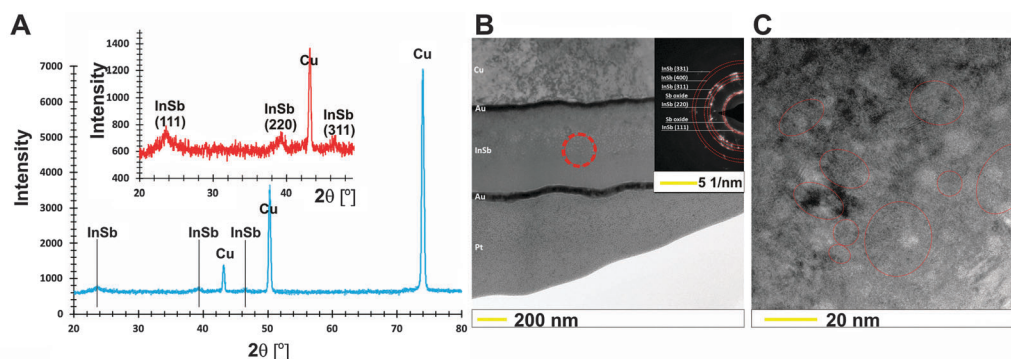 A
Intensity
7000
6000
5000
4000
3000
2000
1000
0
20
30
40
50
60
70
80
2θ [°]
InSb
InSb
InSb
Cu
Cu
Cu
Intensity
1400
1200
1000
800
600
400
20
30
40
2θ [°]
InSb
(111)
InSb
(220)
Cu
InSb
(311)
B
Cu
Au
InSb
Au
Pt
InSb (331)
InSb (400)
InSb (311)
Sb oxide
InSb (220)
Sb oxide
InSb (111)
5 1/nm
200 nm
C
20 nm